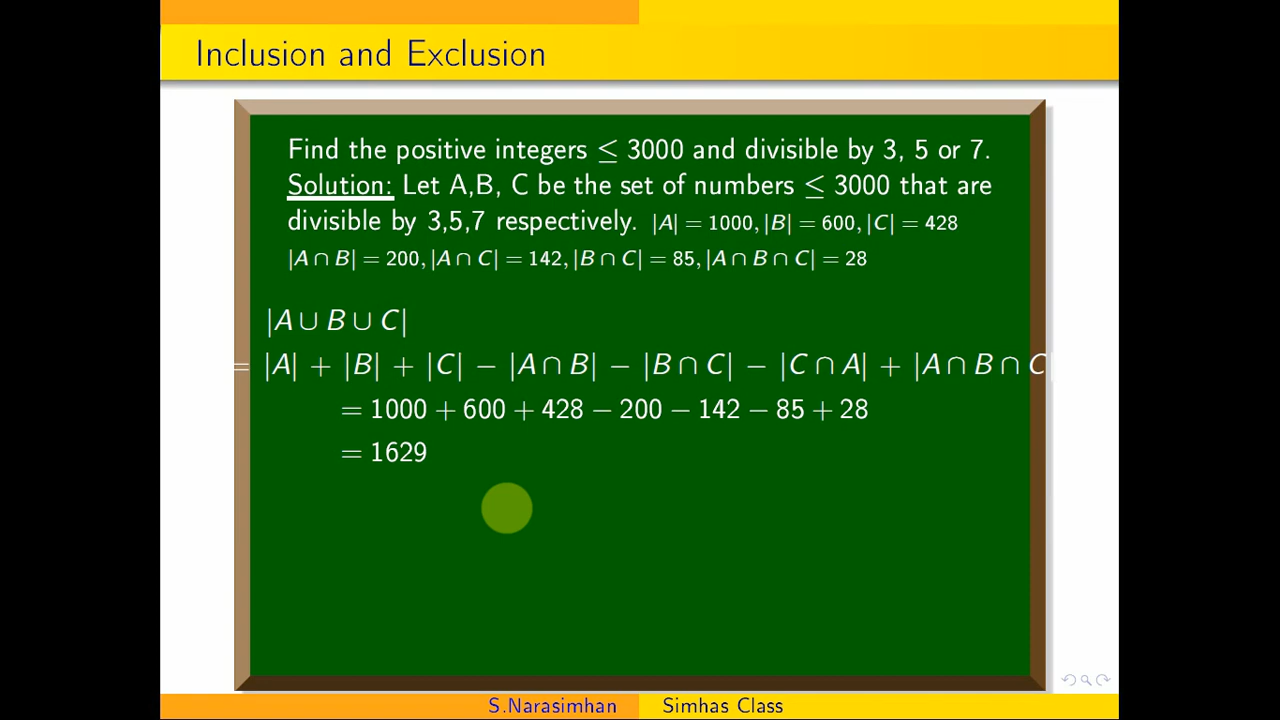 Inclusion and Exclusion
Find the positive integers ≤ 3000 and divisible by 3, 5 or 7.
Solution: Let A,B, C be the set of numbers ≤ 3000 that are
divisible by 3,5,7 respectively. |A| = 1000, |B| = 600, |C| = 428
|A ∩ B| = 200, |A ∩ C| = 142, |B ∩ C| = 85, |A ∩ B ∩ C| = 28
|A ∪ B ∪ C|
= |A| + |B| + |C| − |A ∩ B| − |B ∩ C| − |C ∩ A| + |A ∩ B ∩ C|
= 1000 + 600 + 428 − 200 − 142 − 85 + 28
= 1629
S.Narasimhan Simhas Class